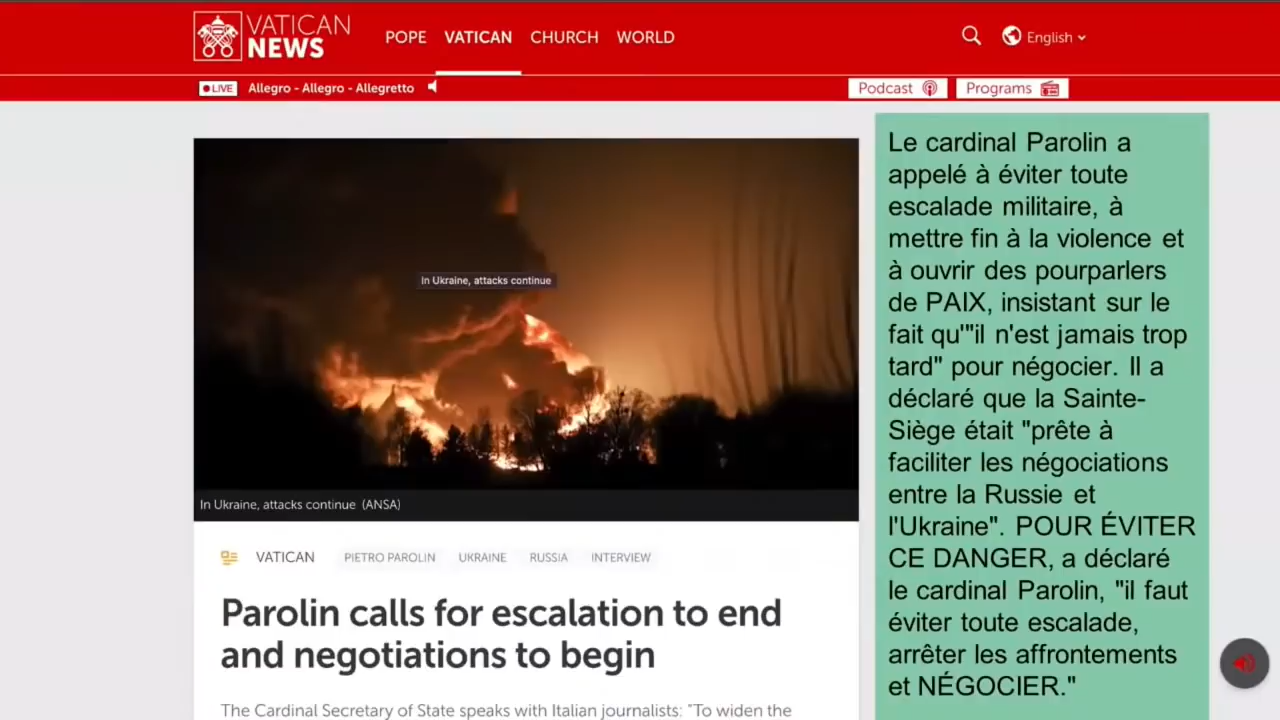 VATICAN
NEWS
POPE VATICAN CHURCH WORLD
English
LIVE Allegro - Allegro - Allegretto
Podcast Programs
In Ukraine, attacks continue
In Ukraine, attacks continue (ANSA)
VATICAN PIETRO PAROLIN UKRAINE RUSSIA INTERVIEW
Parolin calls for escalation to end
and negotiations to begin
The Cardinal Secretary of State speaks with Italian journalists: "To widen the
Le cardinal Parolin a
appelé à éviter toute
escalade militaire, à
mettre fin à la violence et
à ouvrir des pourparlers
de PAIX, insistant sur le
fait qu'"il n'est jamais trop
tard" pour négocier. Il a
déclaré que la Sainte-
Siège était "prête à
faciliter les négociations
entre la Russie et
l'Ukraine". POUR ÉVITER
CE DANGER, a déclaré
le cardinal Parolin, "il faut
éviter toute escalade,
arrêter les affrontements
et NÉGOCIER."